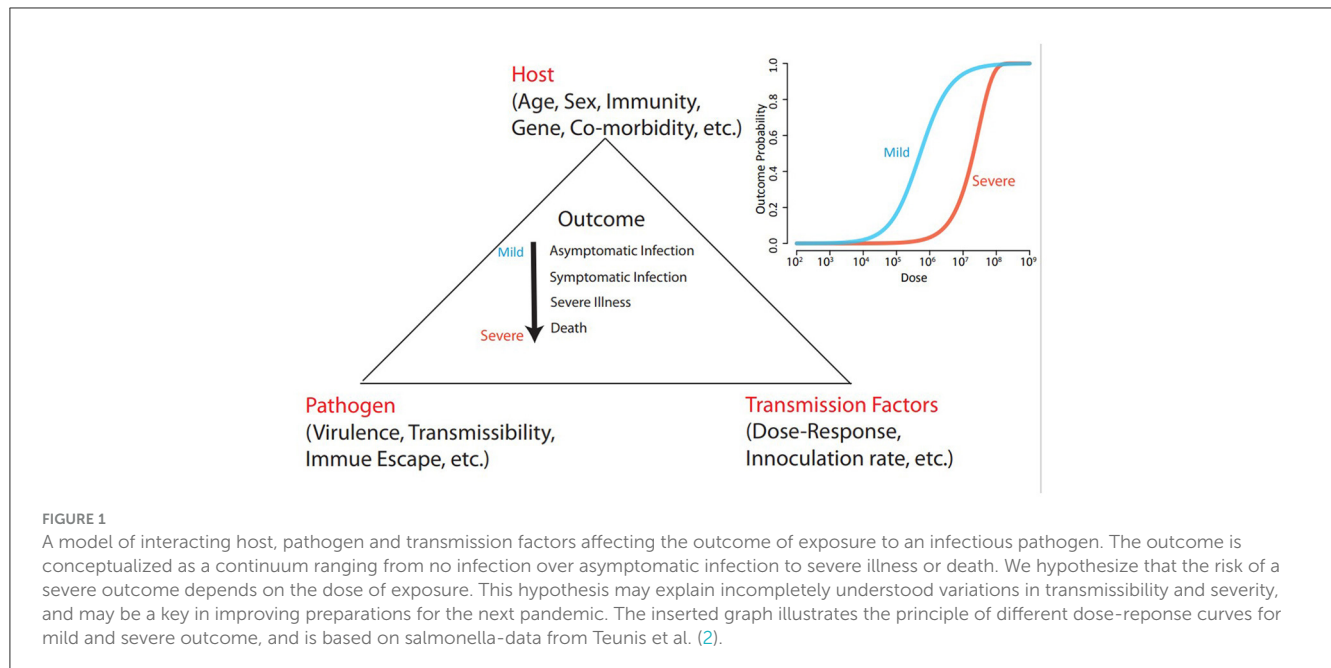 Host
(Age, Sex, Immunity,
Gene, Co-morbidity, etc.)
Outcome
Mild
Asymptomatic Infection
Symptomatic Infection
Severe Illness
Death
Severe
Pathogen
(Virulence, Transmissibility,
Immue Escape, etc.)
Transmission Factors
(Dose-Response,
Innoculation rate, etc.)
Outcome Probability
1.0
0.8
0.6
0.4
0.2
0.0
Mild
Severe
10² 10³ 10⁴ 10⁵ 10⁶ 10⁷ 10⁸ 10⁹
Dose
FIGURE 1
A model of interacting host, pathogen and transmission factors affecting the outcome of exposure to an infectious pathogen. The outcome is
conceptualized as a continuum ranging from no infection over asymptomatic infection to severe illness or death. We hypothesize that the risk of a
severe outcome depends on the dose of exposure. This hypothesis may explain incompletely understood variations in transmissibility and severity,
and may be a key in improving preparations for the next pandemic. The inserted graph illustrates the principle of different dose-reponse curves for
mild and severe outcome, and is based on salmonella-data from Teunis et al. (2).